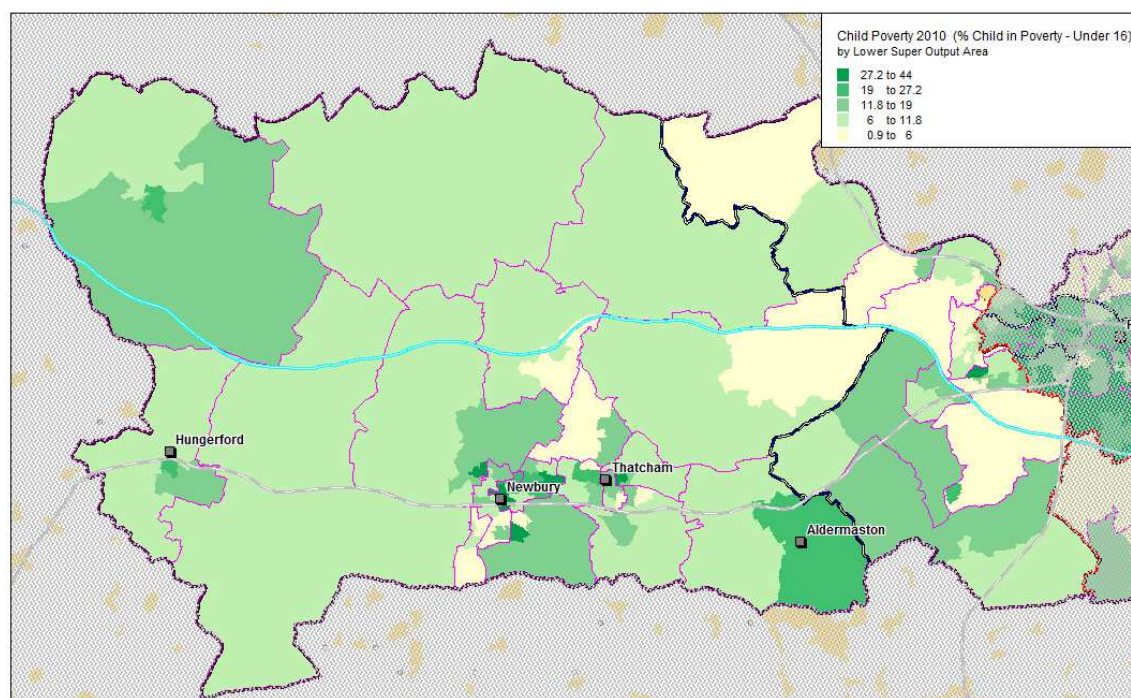 Child Poverty 2010 (% Child in Poverty - Under 16)
by Lower Super Output Area
27.2 to 44
19 to 27.2
11.8 to 19
6 to 11.8
0.9 to 6
Hungerford
Thatcham
Newbury
Aldermaston